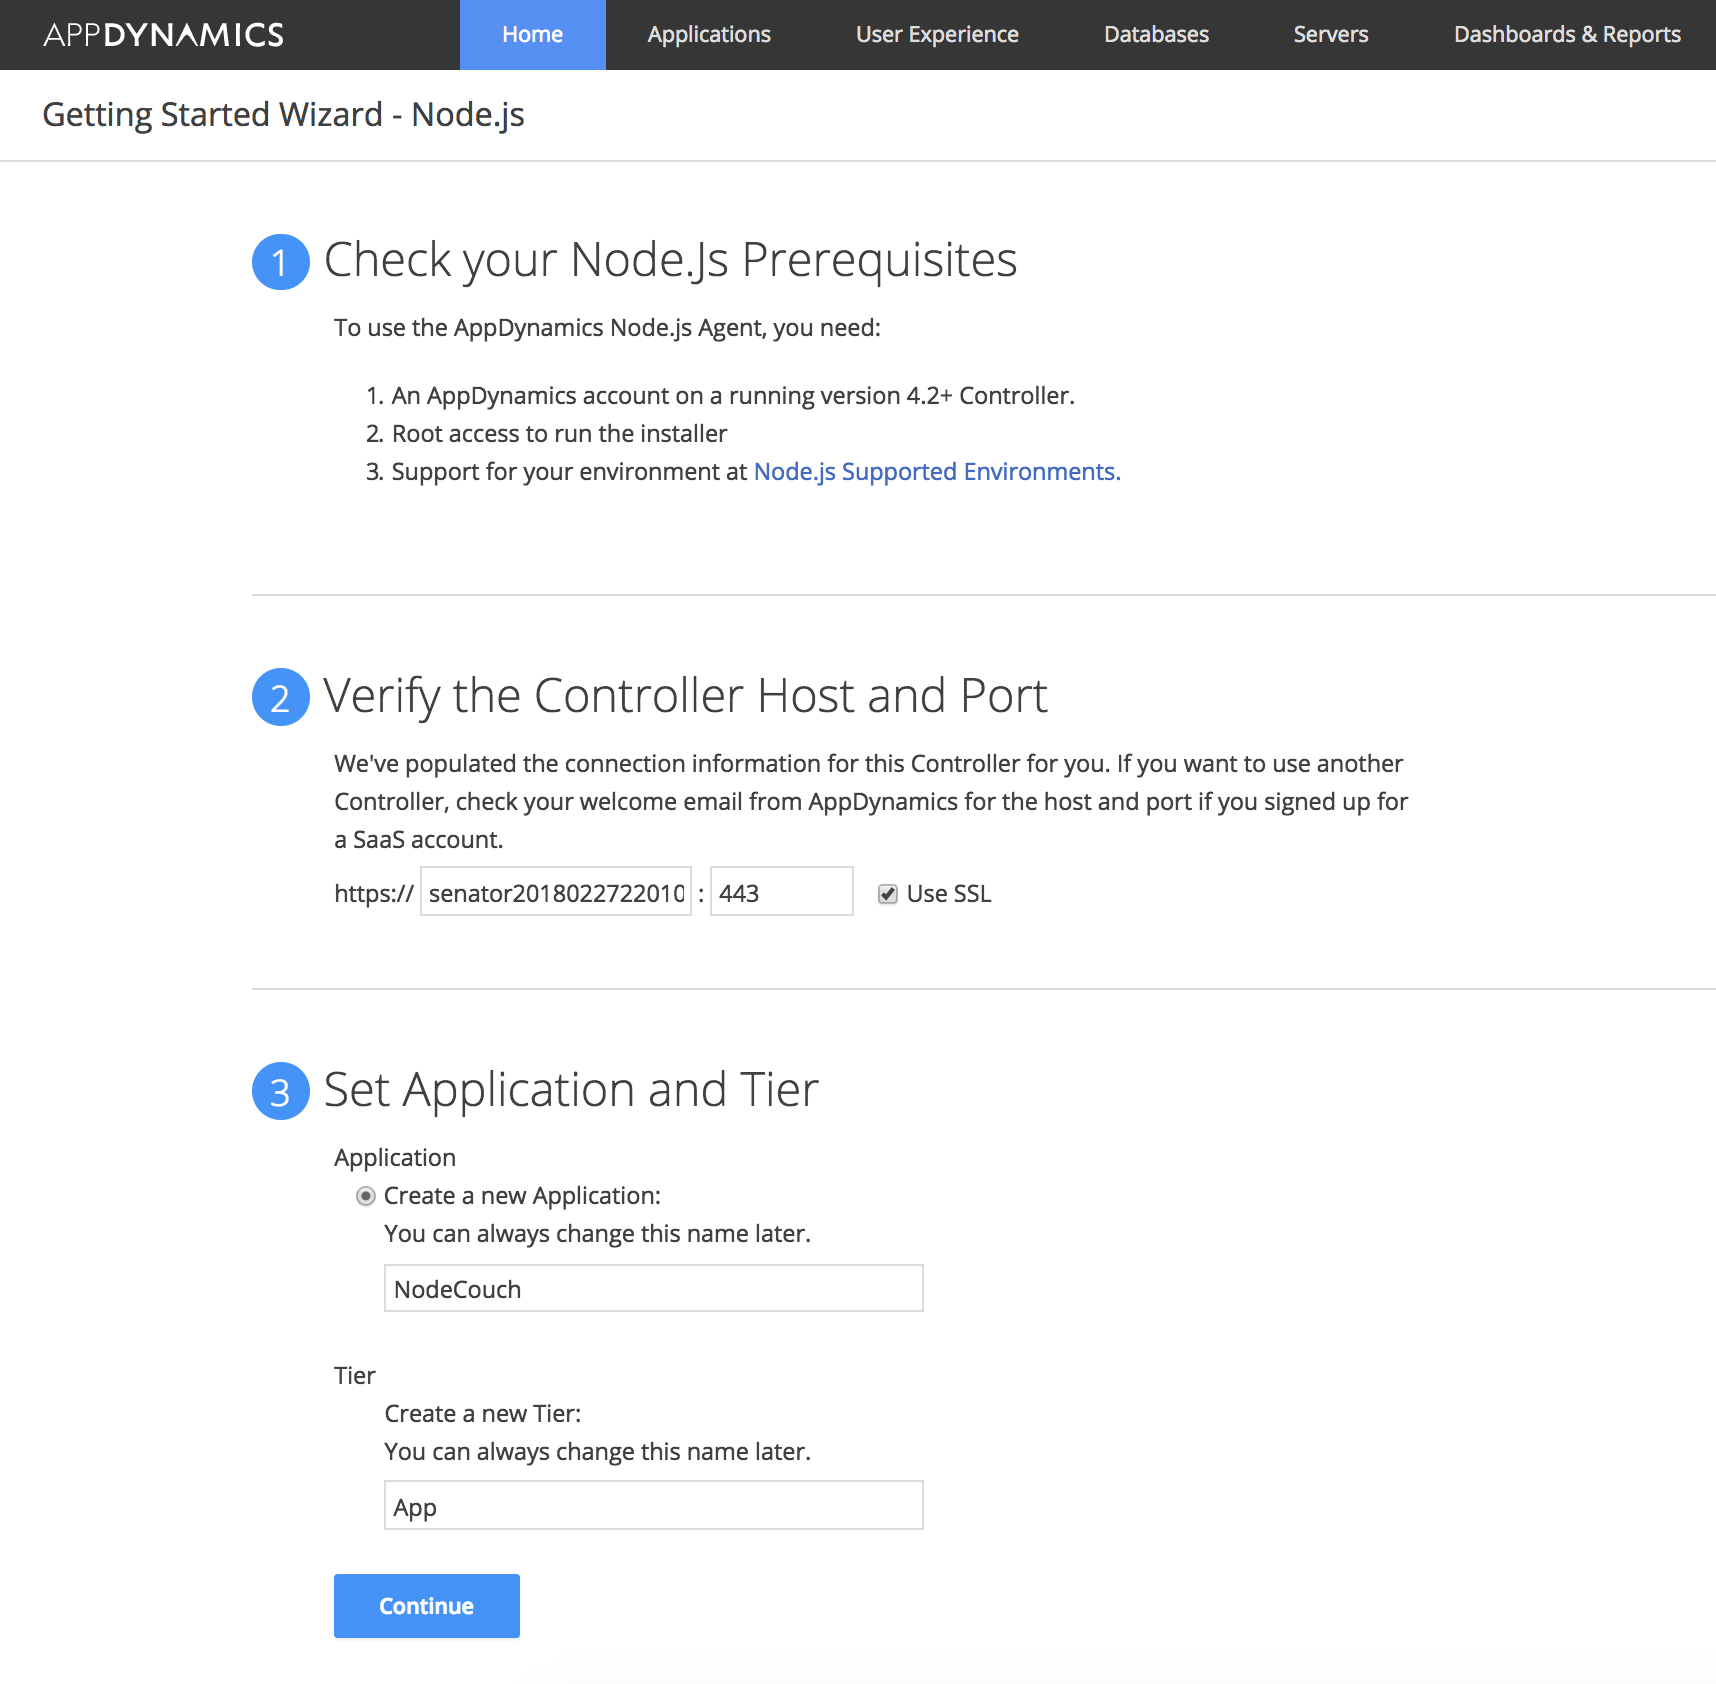 APPDYNAMICS
Home Applications User Experience Databases Servers Dashboards & Reports
Getting Started Wizard - Node.js
1 Check your Node.Js Prerequisites
To use the AppDynamics Node.js Agent, you need:
1. An AppDynamics account on a running version 4.2+ Controller.
2. Root access to run the installer
3. Support for your environment at Node.js Supported Environments.
2 Verify the Controller Host and Port
We've populated the connection information for this Controller for you. If you want to use another
Controller, check your welcome email from AppDynamics for the host and port if you signed up for
a SaaS account.
https:// senator2018022722010 : 443 Use SSL
3 Set Application and Tier
Application
Create a new Application:
You can always change this name later.
NodeCouch
Tier
Create a new Tier:
You can always change this name later.
App
Continue